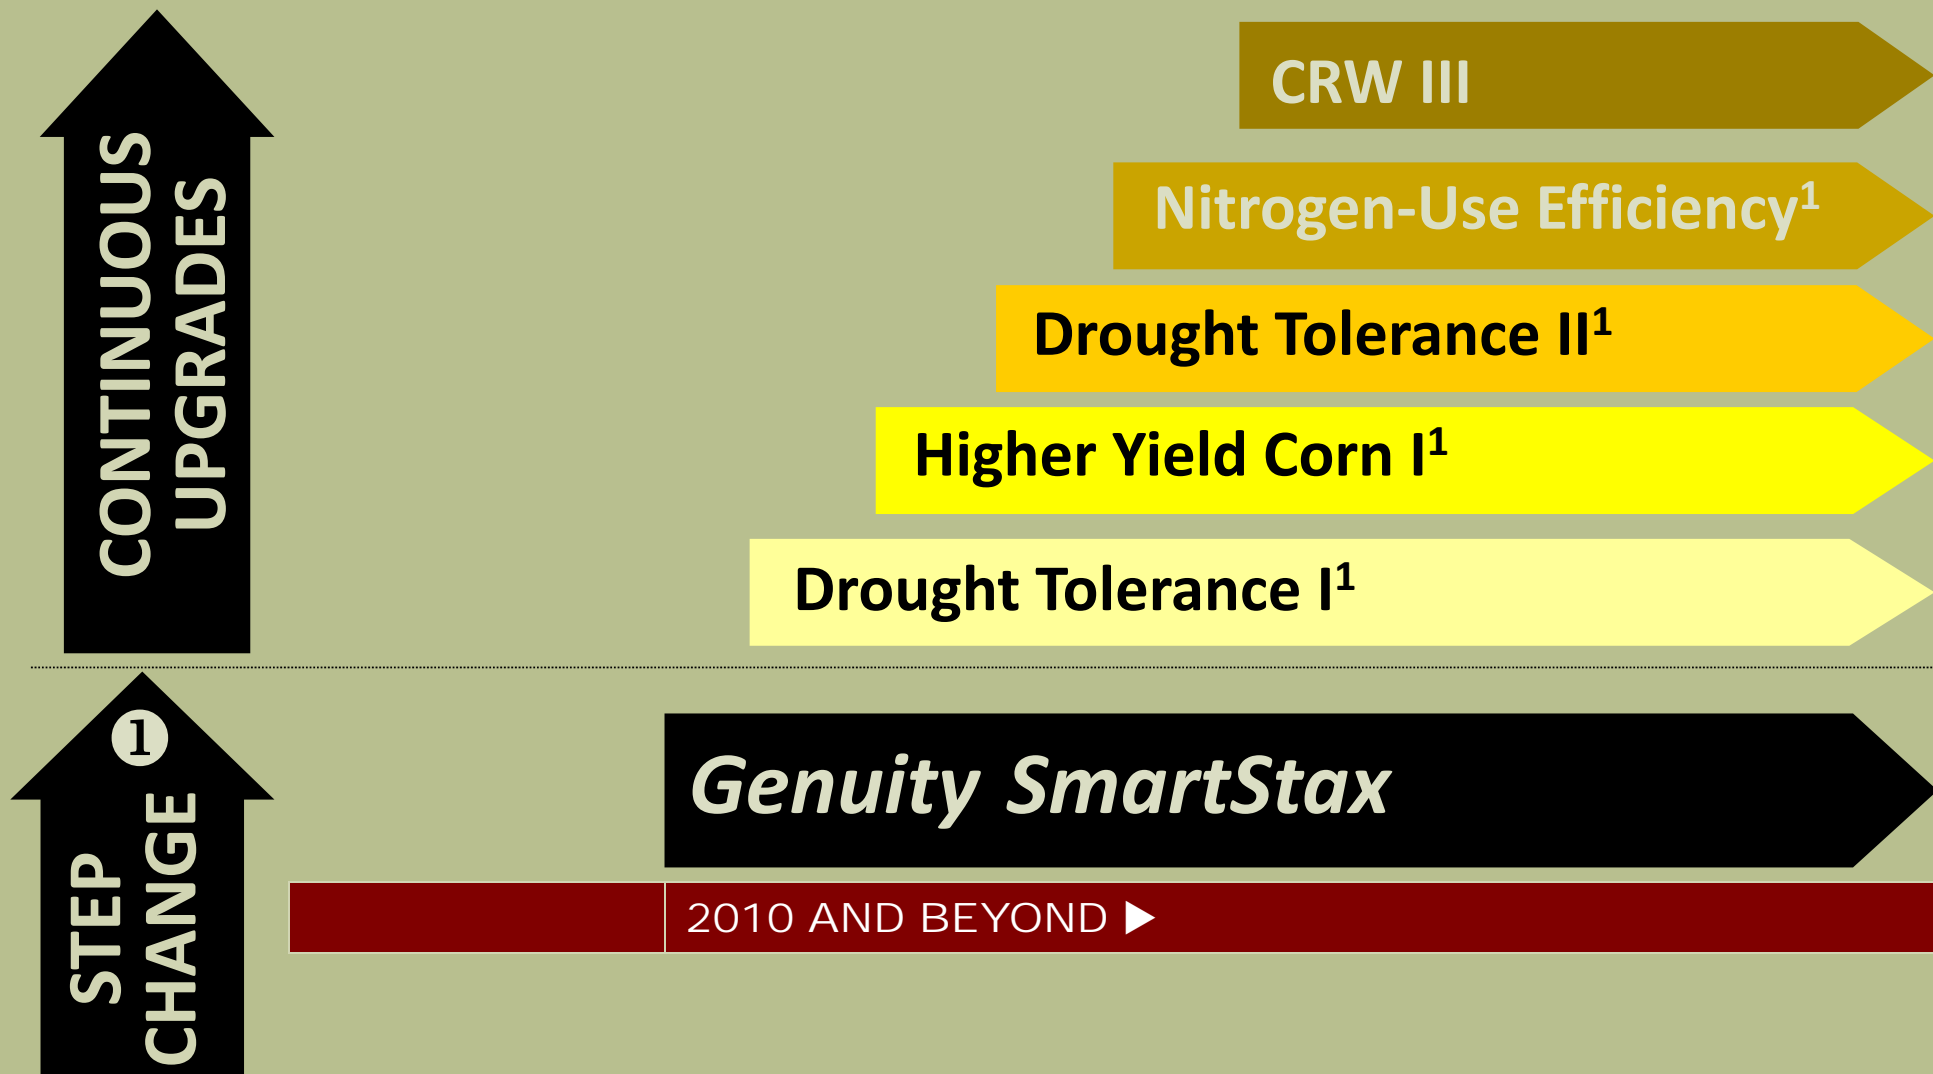 CONTINUOUS
UPGRADES
CRW III
Nitrogen-Use Efficiency¹
Drought Tolerance II¹
Higher Yield Corn I¹
Drought Tolerance I¹
❶
STEP
CHANGE
Genuity SmartStax
2010 AND BEYOND ▶